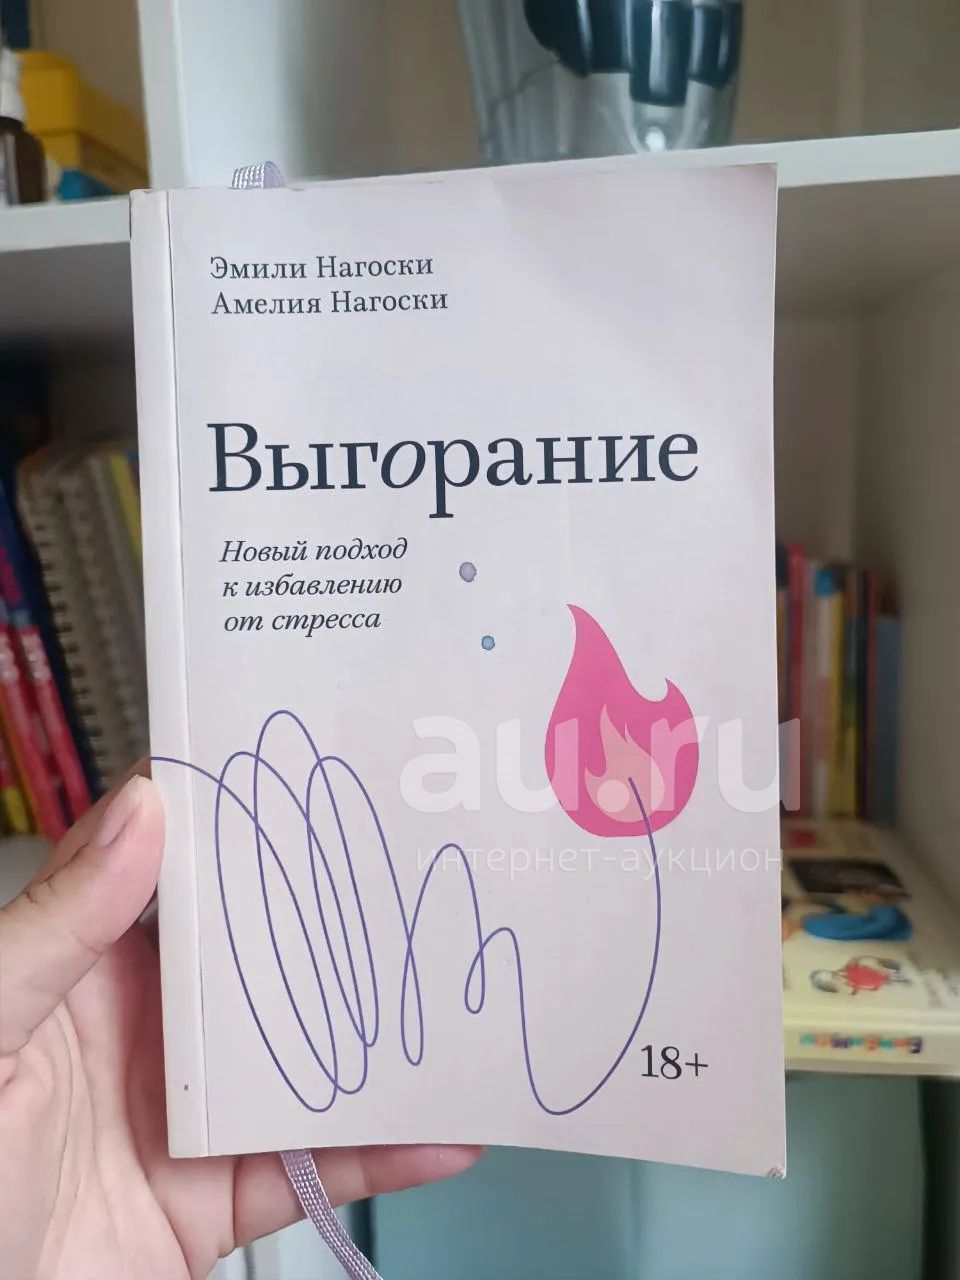 Эмили Нагоски
Амелия Нагоски
Выгорание
Новый подход
к избавлению
от стресса
au.ru
интернет-аукцион
18+